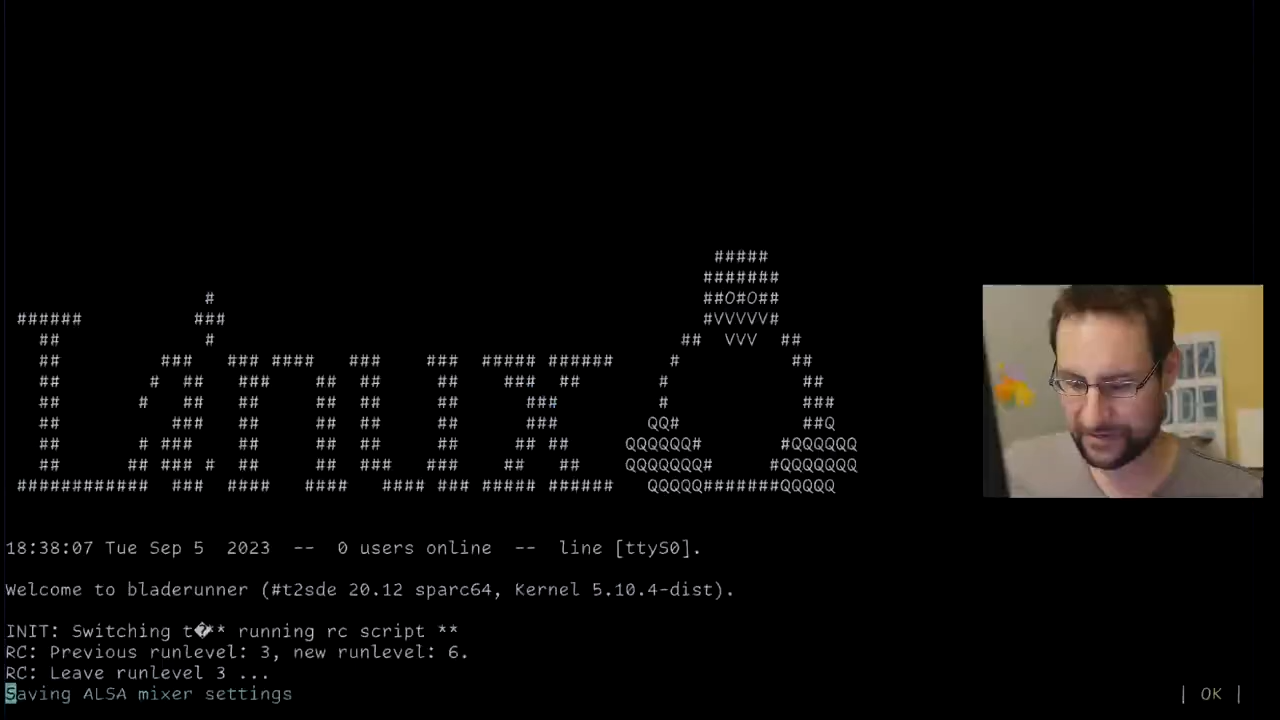 18:38:07 Tue Sep 5  2023  --  0 users online  --  line [ttyS0].
Welcome to bladerunner (#t2sde 20.12 sparc64, Kernel 5.10.4-dist).
INIT: Switching t�** running rc script **
RC: Previous runlevel: 3, new runlevel: 6.
RC: Leave runlevel 3 ...
Saving ALSA mixer settings | OK |